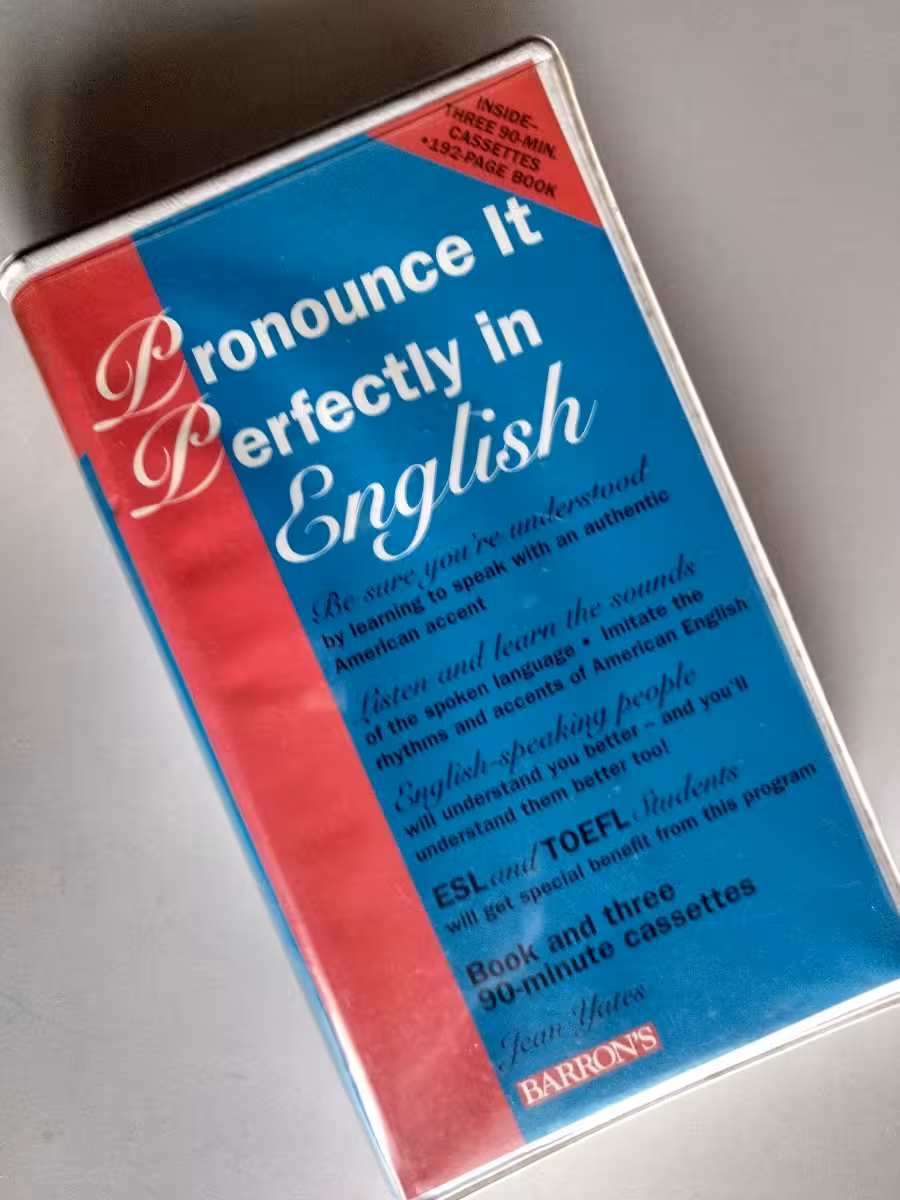 INSIDE–
THREE 90-MIN.
CASSETTES
•192-PAGE BOOK
Pronounce It
Perfectly in
English
Be sure you're understood
by learning to speak with an authentic
American accent
Listen and learn the sounds
of the spoken language • Imitate the
rhythms and accents of American English
English-speaking people
will understand you better – and you'll
understand them better too!
ESL and TOEFL Students
will get special benefit from this program
Book and three
90-minute cassettes
Jean Yates
BARRON'S